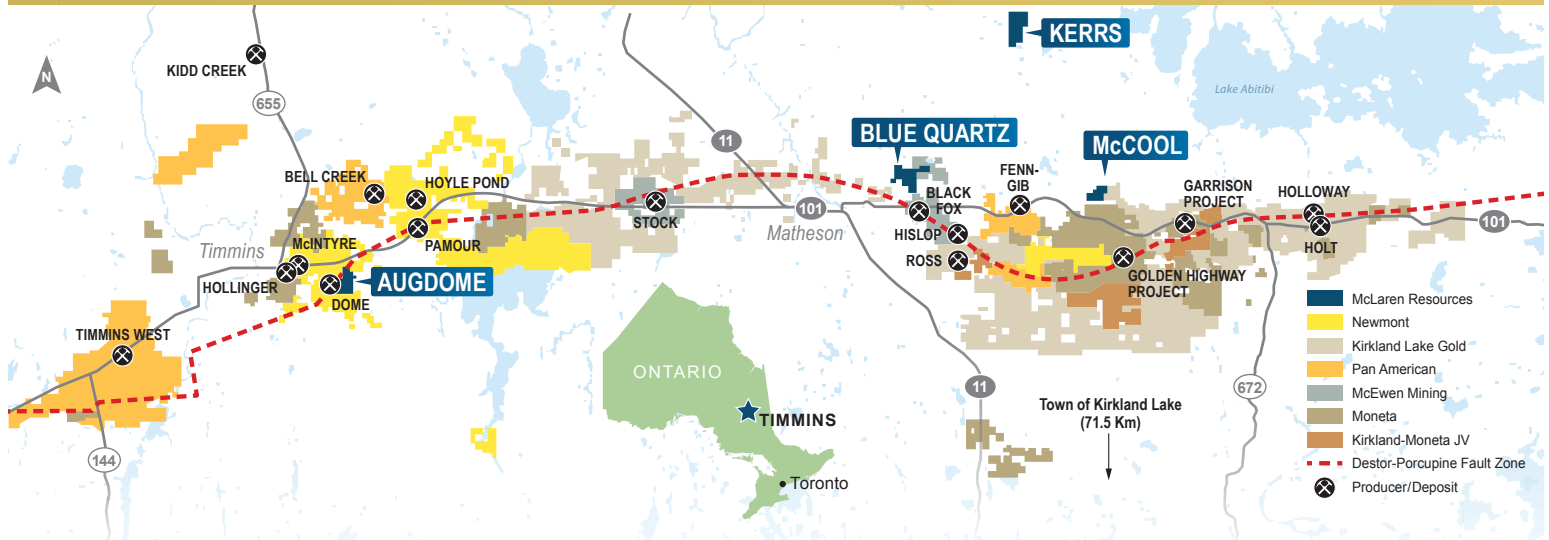 KERRS
KIDD CREEK
N
Lake Abitibi
655
11
BLUE QUARTZ
McCOOL
BELL CREEK
HOYLE POND
FENN-
GIB
BLACK
FOX
GARRISON
PROJECT
HOLLOWAY
STOCK
101
101
Timmins
McINTYRE
PAMOUR
Matheson
HISLOP
HOLT
ROSS
HOLLINGER
AUGDOME
DOME
GOLDEN HIGHWAY
PROJECT
McLaren Resources
Newmont
Kirkland Lake Gold
Pan American
McEwen Mining
Moneta
Kirkland-Moneta JV
Destor-Porcupine Fault Zone
Producer/Deposit
TIMMINS WEST
ONTARIO
TIMMINS
Toronto
11
672
Town of Kirkland Lake
(71.5 Km)
144